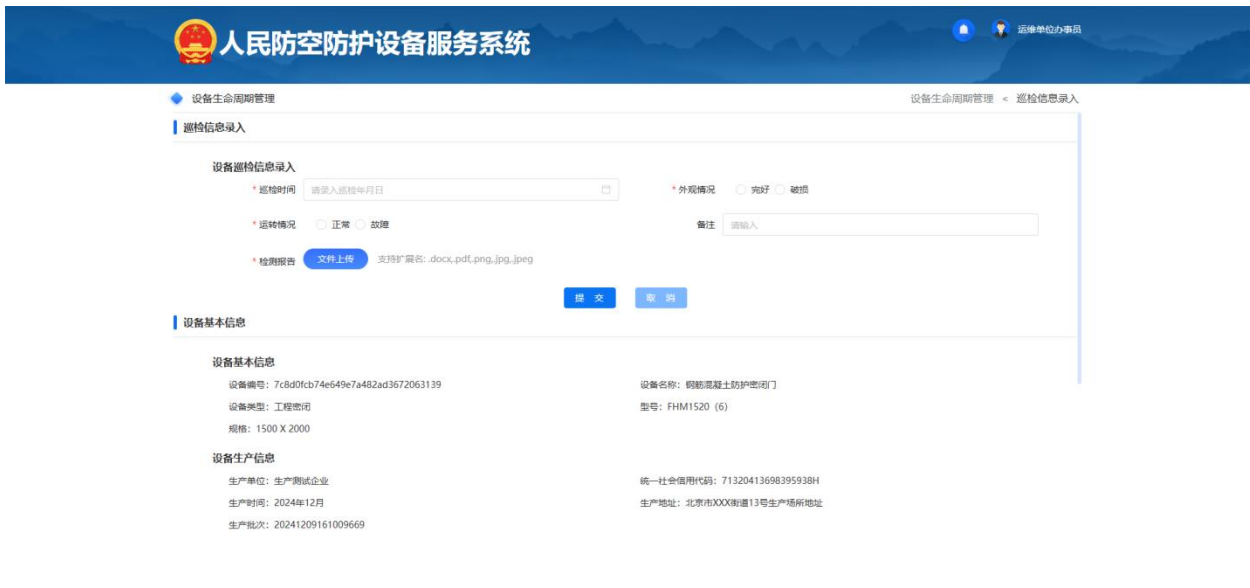 人民防空防护设备服务系统
运维单位办事员
设备生命周期管理 设备生命周期管理 < 巡检信息录入
巡检信息录入
设备巡检信息录入
* 巡检时间 请录入巡检年月日 * 外观情况 完好 破损
* 运转情况 正常 故障 备注 请输入
* 检测报告 文件上传 支持扩展名: .docx,.pdf,.png,.jpg,.jpeg
提 交 取 消
设备基本信息
设备基本信息
设备编号: 7c8d0fcb74e649e7a482ad3672063139 设备名称: 钢筋混凝土防护密闭门
设备类型: 工程密闭 型号: FHM1520（6）
规格: 1500 X 2000
设备生产信息
生产单位: 生产测试企业 统一社会信用代码: 71320413698395938H
生产时间: 2024年12月 生产地址: 北京市XXX街道13号生产场所地址
生产批次: 20241209161009669